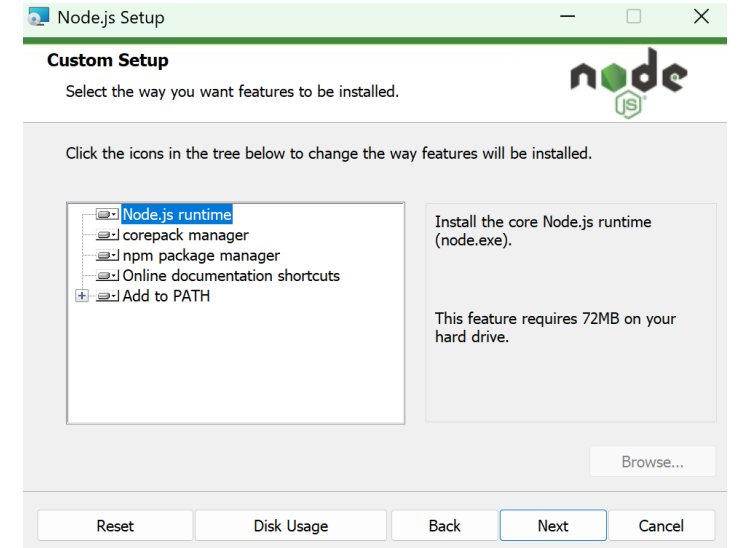 Node.js Setup
Custom Setup
Select the way you want features to be installed.
node
JS
Click the icons in the tree below to change the way features will be installed.
Node.js runtime
corepack manager
npm package manager
Online documentation shortcuts
Add to PATH
Install the core Node.js runtime
(node.exe).
This feature requires 72MB on your
hard drive.
Browse...
Reset
Disk Usage
Back
Next
Cancel